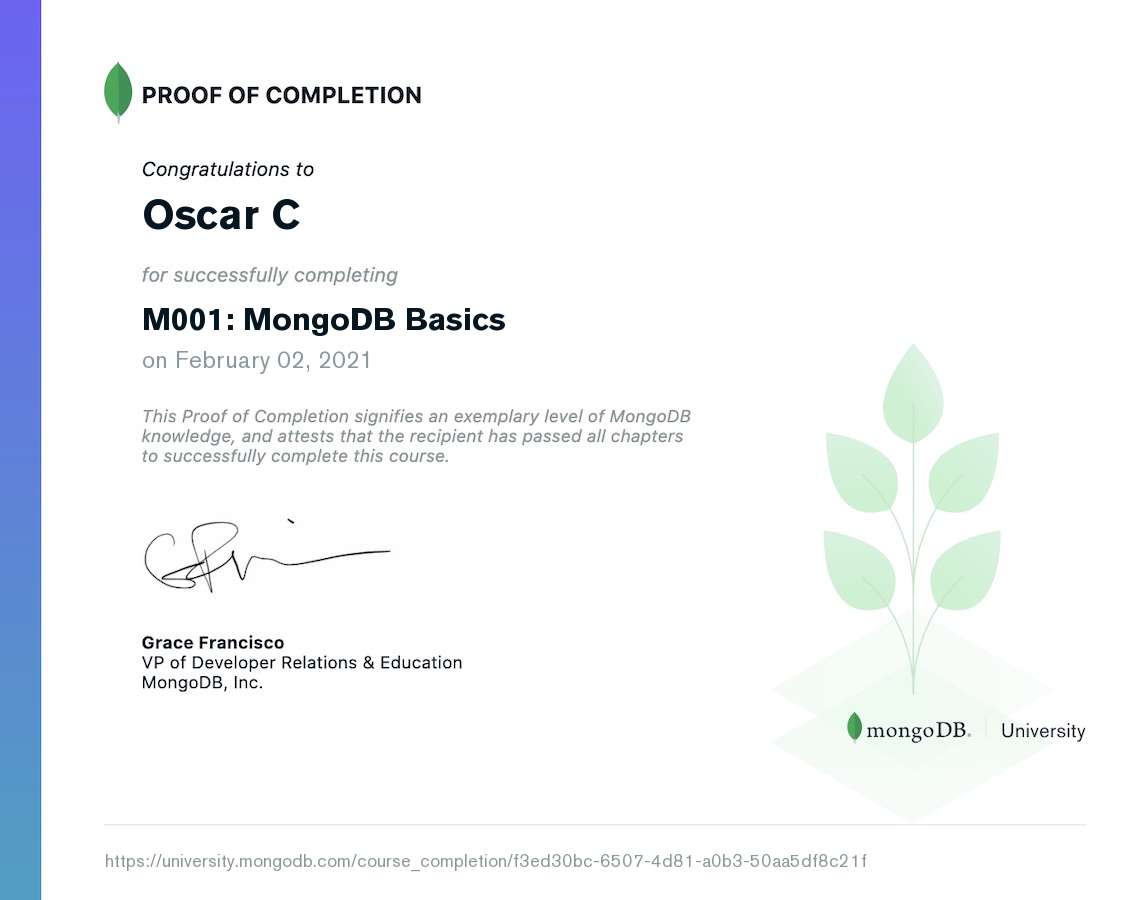 PROOF OF COMPLETION
Congratulations to
Oscar C
for successfully completing
M001: MongoDB Basics
on February 02, 2021
This Proof of Completion signifies an exemplary level of MongoDB
knowledge, and attests that the recipient has passed all chapters
to successfully complete this course.
Grace Francisco
VP of Developer Relations & Education
MongoDB, Inc.
mongoDB. University
https://university.mongodb.com/course_completion/f3ed30bc-6507-4d81-a0b3-50aa5df8c21f